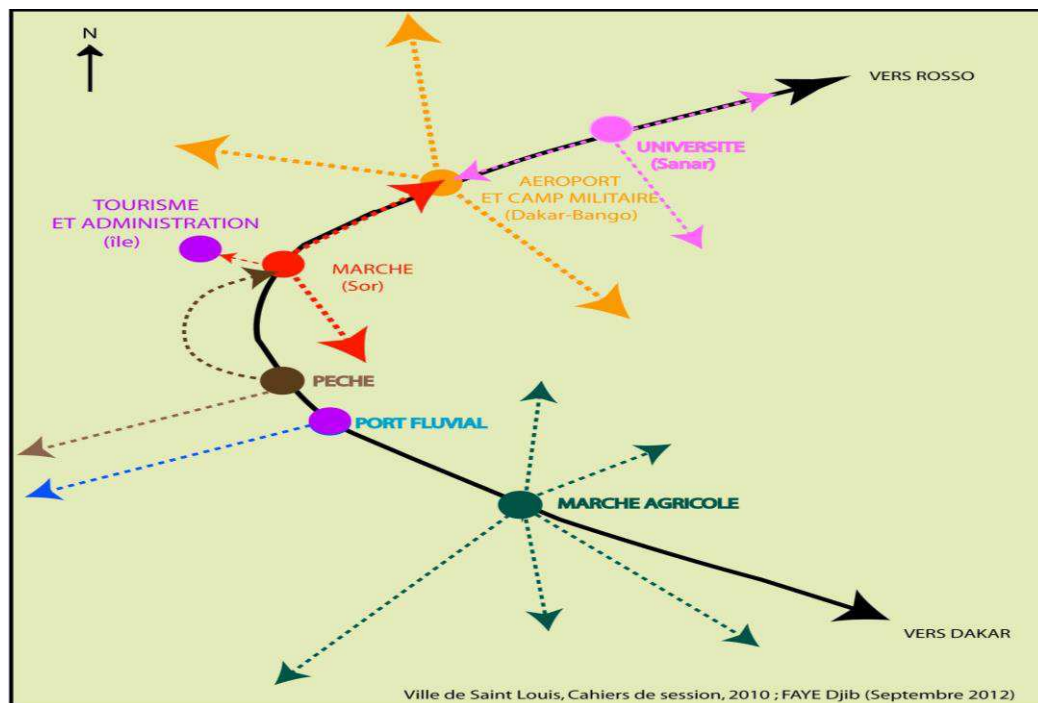 N
VERS ROSSO
UNIVERSITE
(Sanar)
AEROPORT
ET CAMP MILITAIRE
(Dakar-Bango)
TOURISME
ET ADMINISTRATION
(île)
MARCHE
(Sor)
PECHE
PORT FLUVIAL
MARCHE AGRICOLE
VERS DAKAR
Ville de Saint Louis, Cahiers de session, 2010 ; FAYE Djib (Septembre 2012)